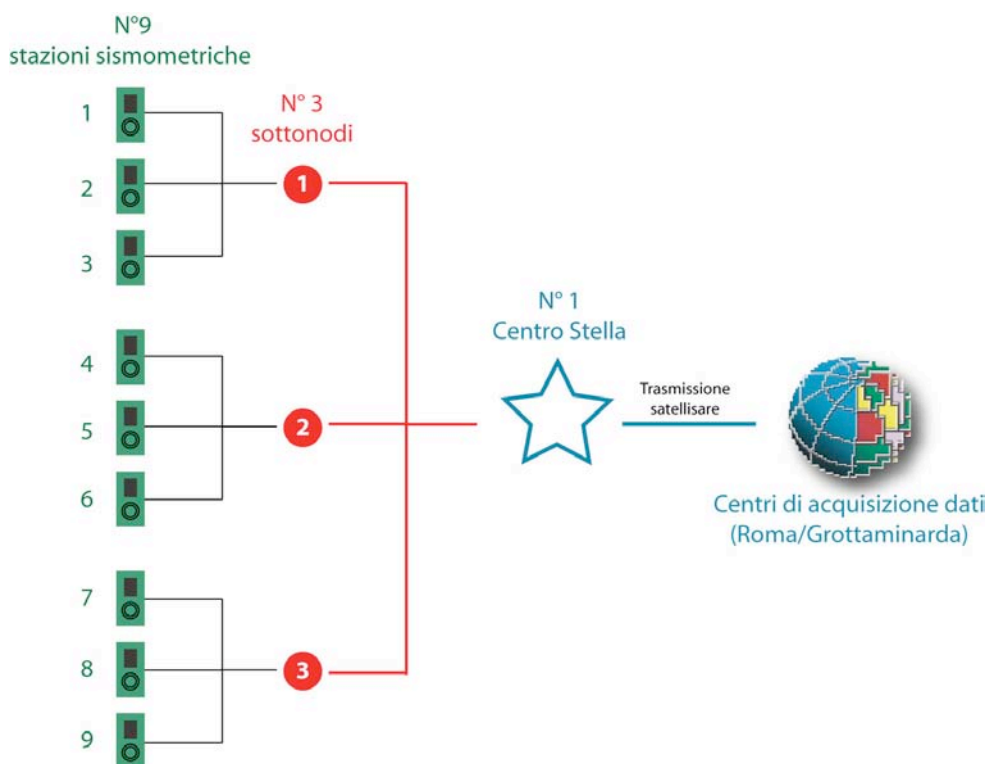 N°9
stazioni sismometriche
1
2
3
4
5
6
7
8
9
N° 3
sottonodi
1
2
3
N° 1
Centro Stella
Trasmissione
satellisare
Centri di acquisizione dati
(Roma/Grottaminarda)